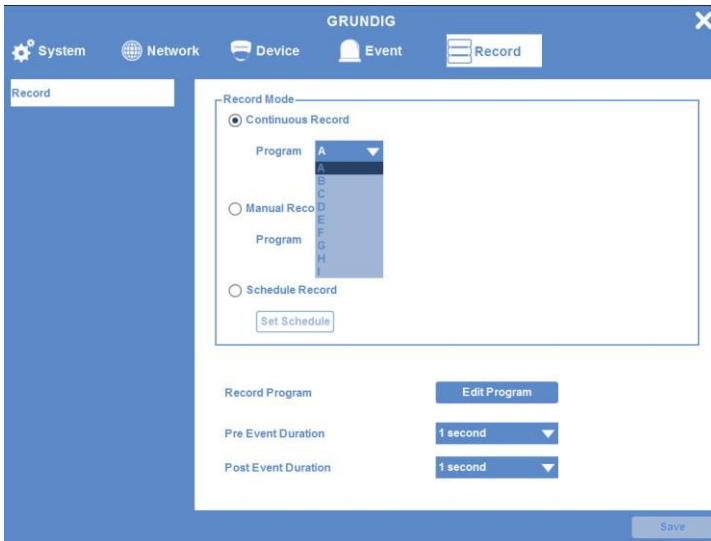 GRUNDIG
System Network Device Event Record
Record
Record Mode
Continuous Record
Program A
A
B
C
D
Manual Reco
E
F
Program
G
H
I
Schedule Record
Set Schedule
Record Program Edit Program
Pre Event Duration 1 second
Post Event Duration 1 second
Save